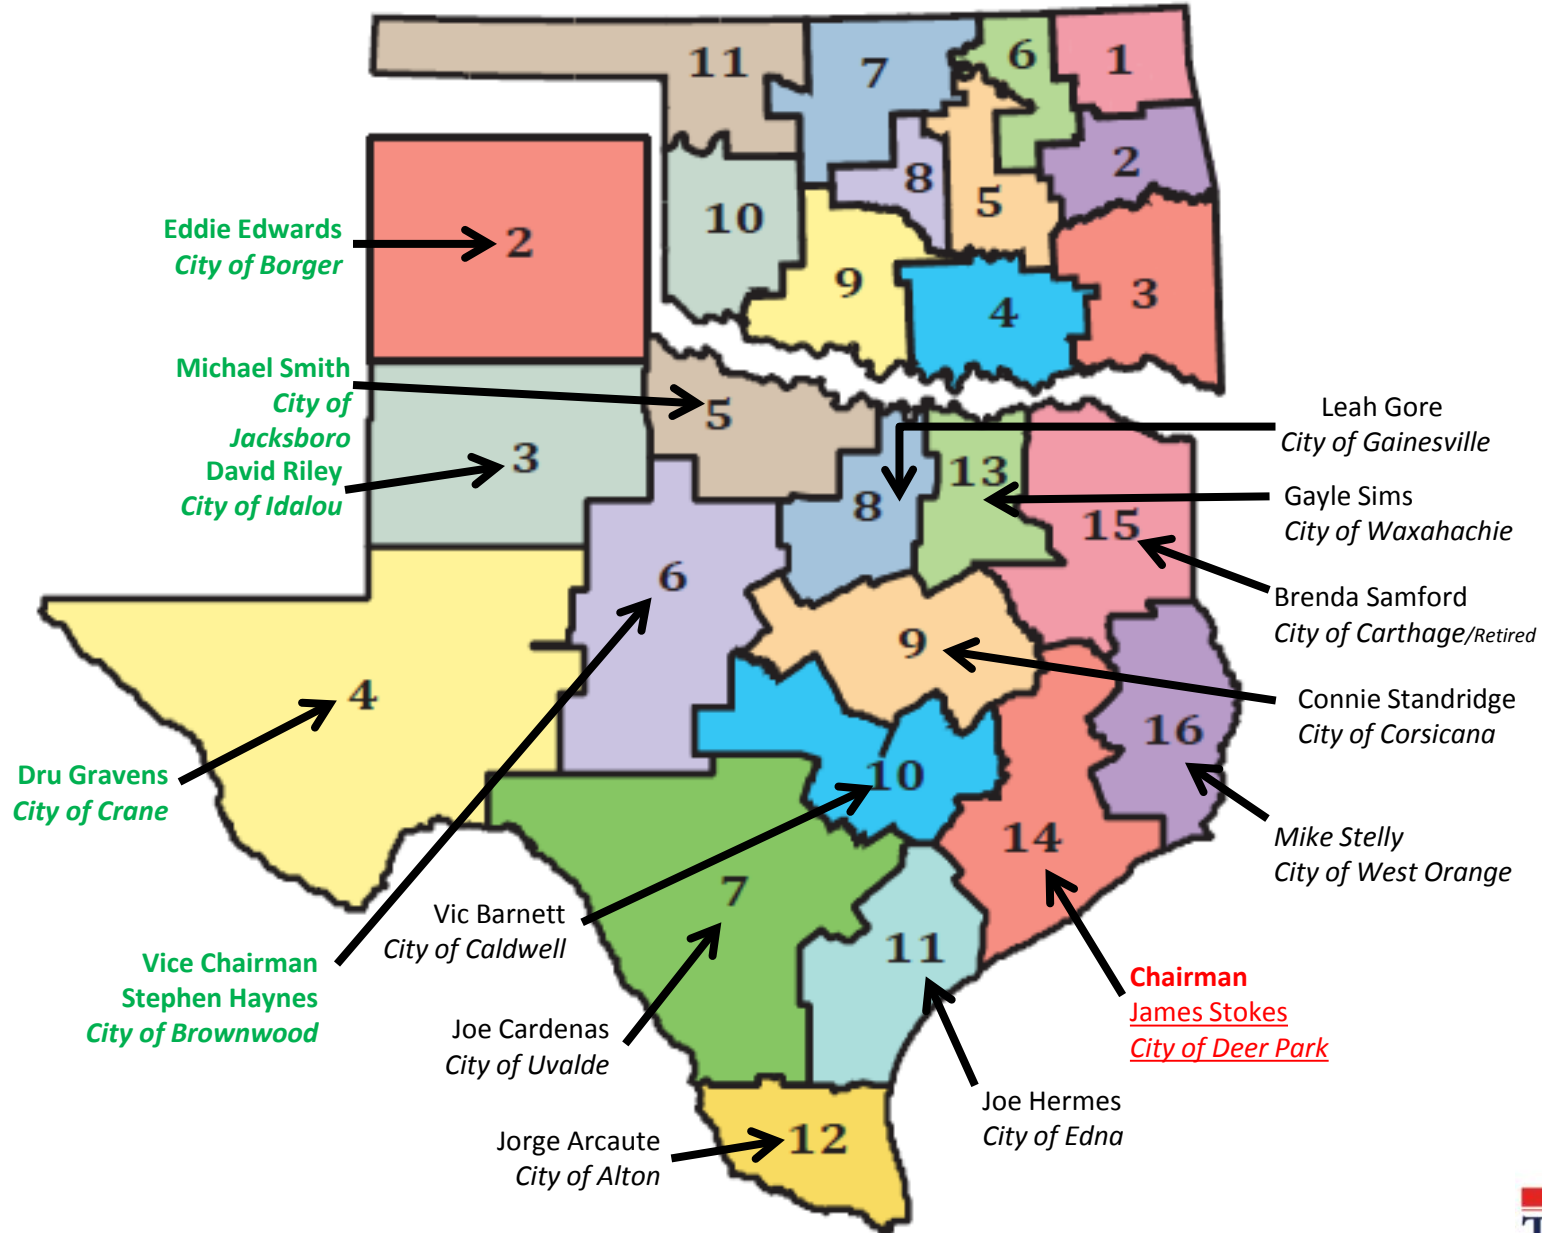 11
7
6
1
2
8
5
10
9
4
3
Eddie Edwards
City of Borger
2
Michael Smith
City of
Jacksboro
5
David Riley
City of Idalou
3
Leah Gore
City of Gainesville
8
13
Gayle Sims
City of Waxahachie
15
Brenda Samford
City of Carthage/Retired
6
9
Connie Standridge
City of Corsicana
4
Dru Gravens
City of Crane
16
10
Mike Stelly
City of West Orange
14
7
Vic Barnett
City of Caldwell
11
Vice Chairman
Stephen Haynes
City of Brownwood
Chairman
James Stokes
City of Deer Park
Joe Cardenas
City of Uvalde
Joe Hermes
City of Edna
12
Jorge Arcaute
City of Alton